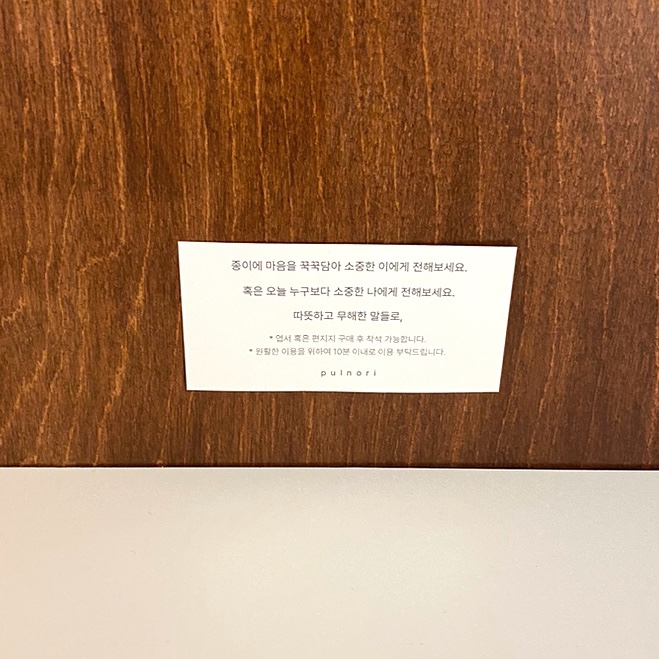 종이에 마음을 꾹꾹담아 소중한 이에게 전해보세요.
혹은 오늘 누구보다 소중한 나에게 전해보세요.
따뜻하고 무해한 말들로,
* 엽서 혹은 편지지 구매 후 착석 가능합니다.
* 원활한 이용을 위하여 10분 이내로 이용 부탁드립니다.
pulnori